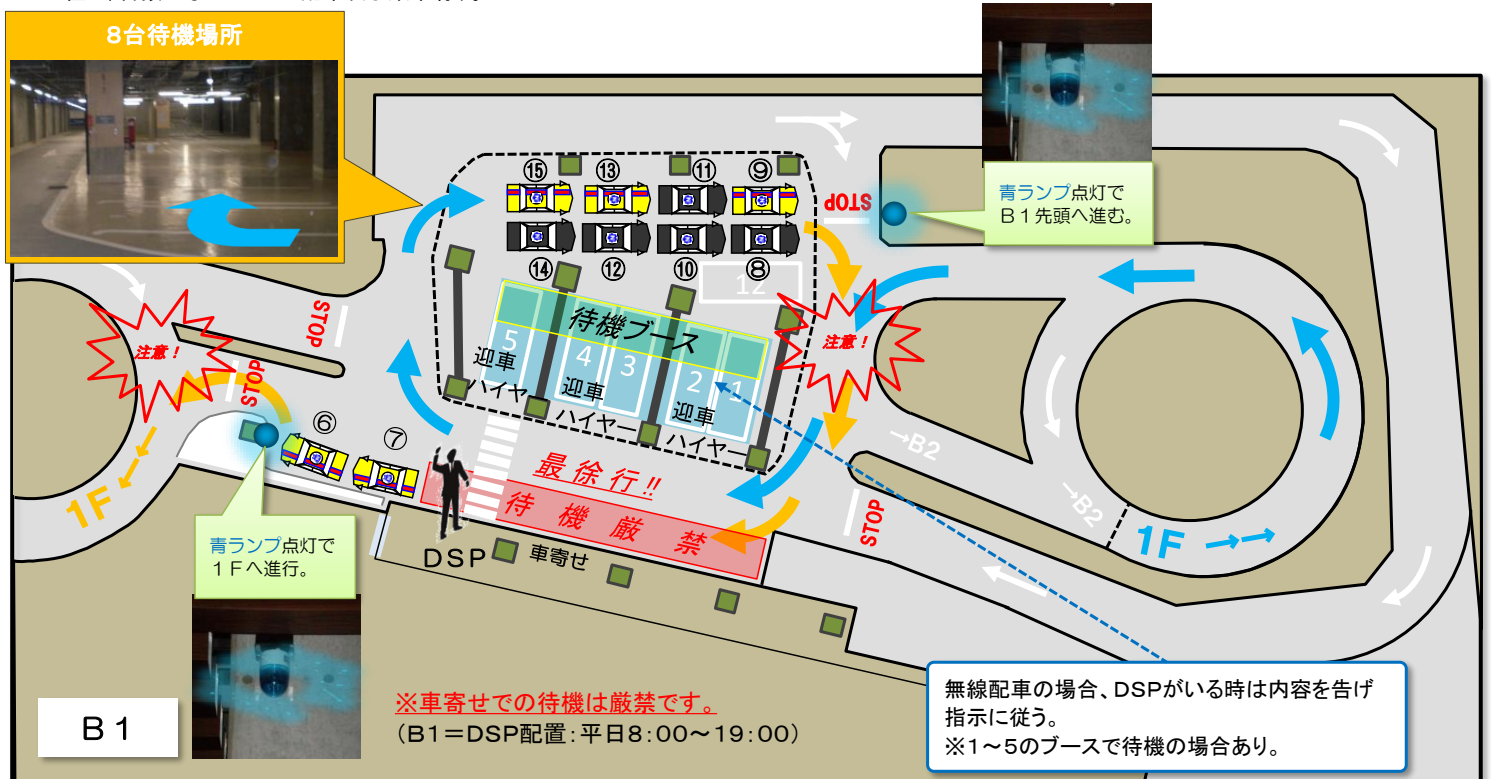 8台待機場所
青ランプ点灯で
B1先頭へ進む。
⑮
⑬
⑪
⑨
STOP
⑭
⑫
⑩
⑧
12
待機ブース
5
4
3
2
1
迎車
ハイヤー
迎車
ハイヤー
迎車
ハイヤー
注意!
注意!
STOP
STOP
⑥
⑦
→B2
→B2
1F
最徐行!!
待機厳禁
STOP
1F →→
青ランプ点灯で
1Fへ進行。
DSP
車寄せ
B1
※車寄せでの待機は厳禁です。
(B1=DSP配置:平日8:00~19:00)
無線配車の場合、DSPがいる時は内容を告げ
指示に従う。
※1~5のブースで待機の場合あり。